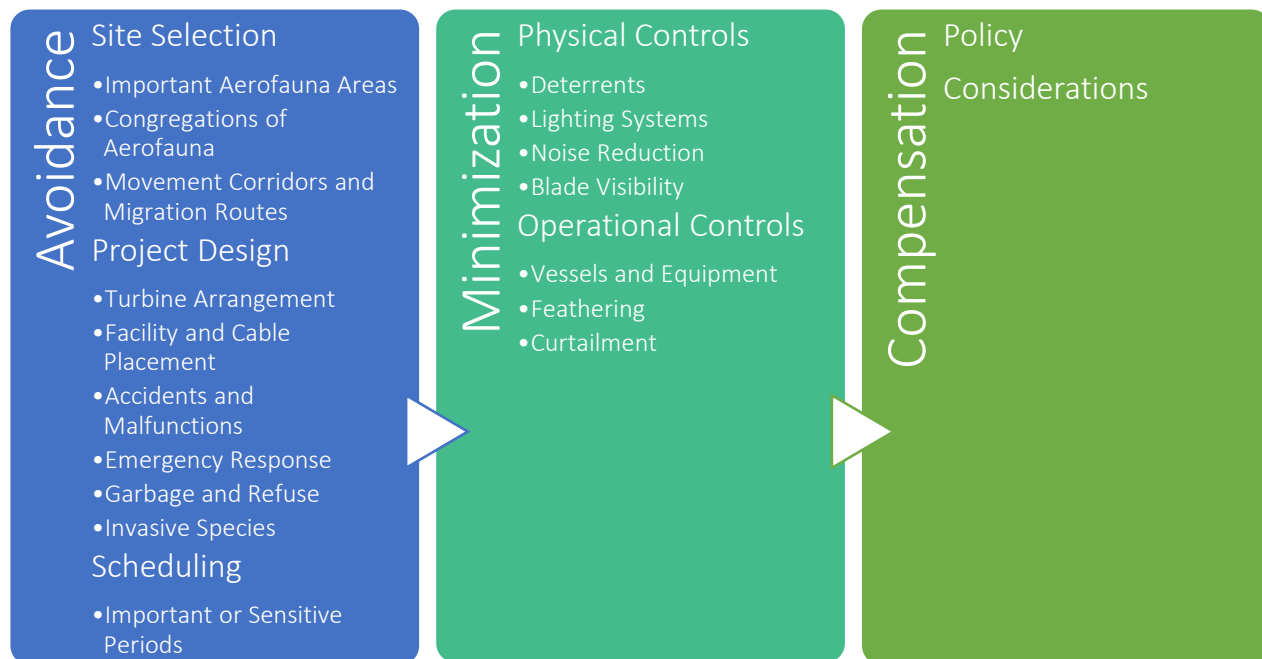 Avoidance
Site Selection
•Important Aerofauna Areas
•Congregations of
Aerofauna
•Movement Corridors and
Migration Routes
Project Design
•Turbine Arrangement
•Facility and Cable
Placement
•Accidents and
Malfunctions
•Emergency Response
•Garbage and Refuse
•Invasive Species
Scheduling
•Important or Sensitive
Periods
Minimization
Physical Controls
•Deterrents
•Lighting Systems
•Noise Reduction
•Blade Visibility
Operational Controls
•Vessels and Equipment
•Feathering
•Curtailment
Compensation
Policy
Considerations